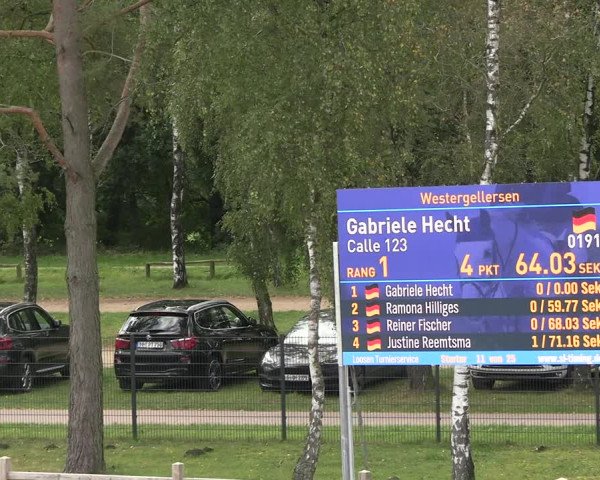 Westergellersen
Gabriele Hecht
Calle 123 0191
RANG 1 4 PKT 64.03 SEK
1 Gabriele Hecht 0 / 0.00 Sek
2 Ramona Hilliges 0 / 59.77 Sek
3 Reiner Fischer 0 / 68.03 Sek
4 Justine Reemtsma 1 / 71.16 Sek
Loosen Turnierservice Starter 11 von 25 www.sl-timing.de